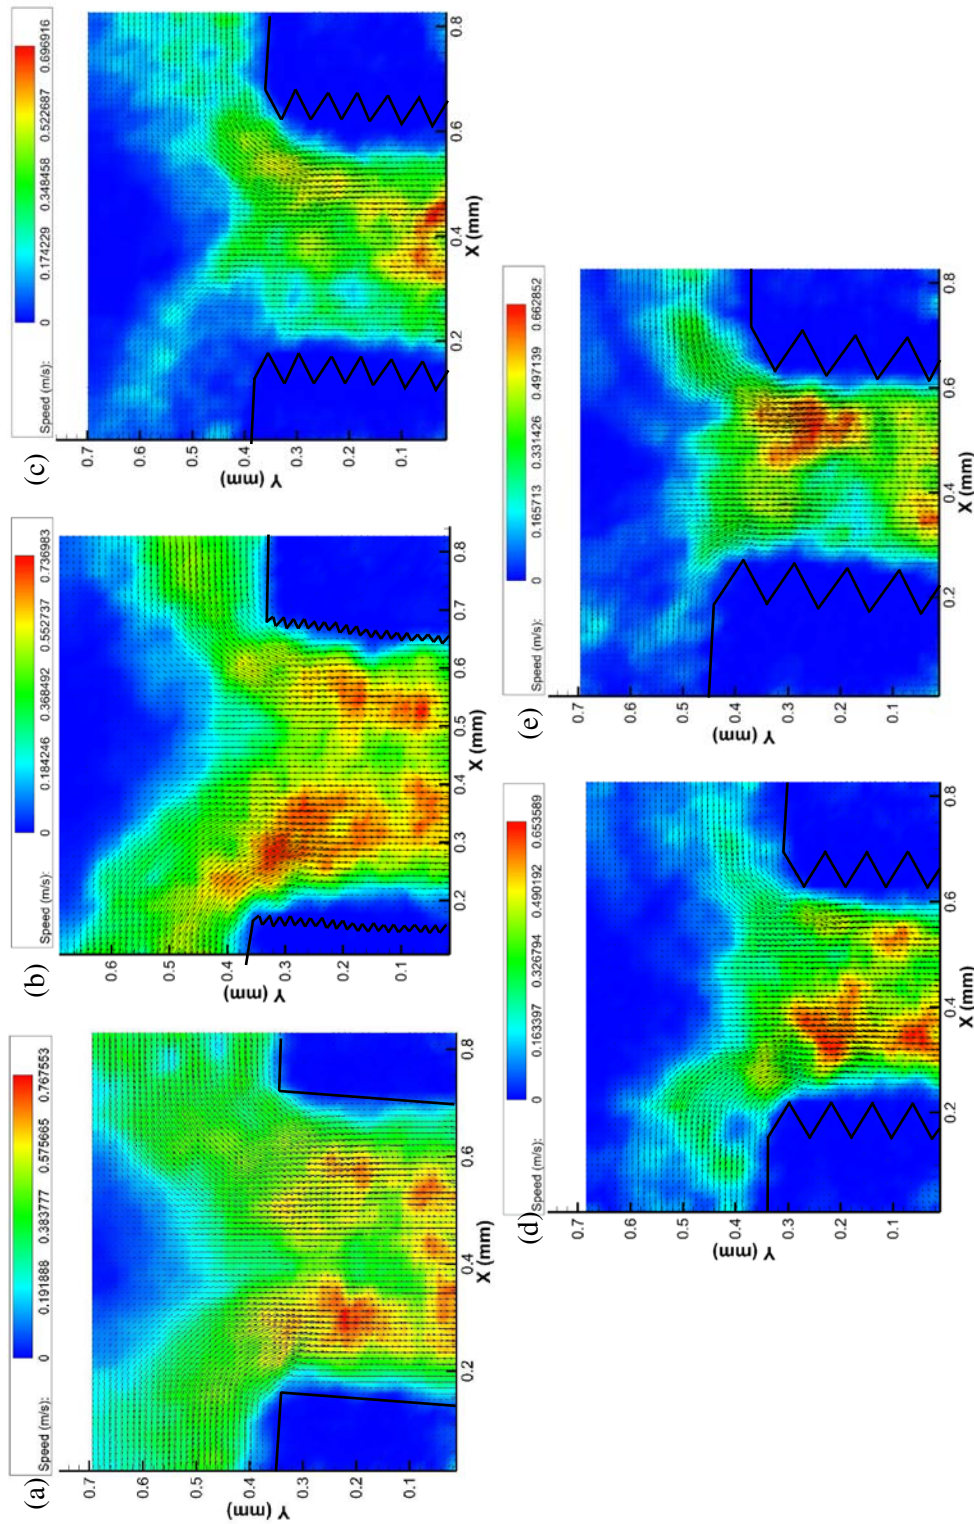 (a)
Speed (m/s): 0 0.191888 0.383777 0.575665 0.767553
0.7
0.6
0.5
0.4
0.3
0.2
0.1
Y (mm)
0.2 0.4 0.6 0.8
X (mm)
(b)
Speed (m/s): 0 0.184246 0.368492 0.552737 0.736983
0.6
0.5
0.4
0.3
0.2
0.1
Y (mm)
0.2 0.3 0.4 0.5 0.6 0.7 0.8
X (mm)
(c)
Speed (m/s): 0 0.174229 0.348458 0.522687 0.696916
0.7
0.6
0.5
0.4
0.3
0.2
0.1
Y (mm)
0.2 0.4 0.6 0.8
X (mm)
(d)
Speed (m/s): 0 0.163397 0.326794 0.490192 0.653589
0.7
0.6
0.5
0.4
0.3
0.2
0.1
Y (mm)
0.2 0.4 0.6 0.8
X (mm)
(e)
Speed (m/s): 0 0.165713 0.331426 0.497139 0.662852
0.7
0.6
0.5
0.4
0.3
0.2
0.1
Y (mm)
0.2 0.4 0.6 0.8
X (mm)